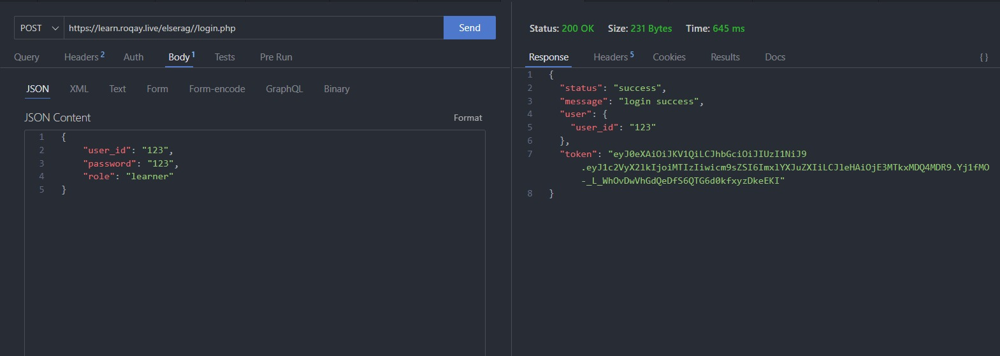 POST https://learn.roqay.live/elserag//login.php Send
Query Headers 2 Auth Body 1 Tests Pre Run
JSON XML Text Form Form-encode GraphQL Binary
JSON Content Format
1 {
2 "user_id": "123",
3 "password": "123",
4 "role": "learner"
5 }
Status: 200 OK Size: 231 Bytes Time: 645 ms
Response Headers 5 Cookies Results Docs {}
1 {
2 "status": "success",
3 "message": "login success",
4 "user": {
5 "user_id": "123"
6 },
7 "token": "eyJ0eXAiOiJKV1QiLCJhbGciOiJIUzI1NiJ9
.eyJ1c2VyX2lkIjoiMTIzIiwicm9sZSI6ImxlYXJuZXIiLCJleHAiOjE3MTkxMDQ4MDR9.Yj1fMO
-_L_WhOvDwVhGdQeDfS6QTG6d0kfxyzDkeEKI"
8 }